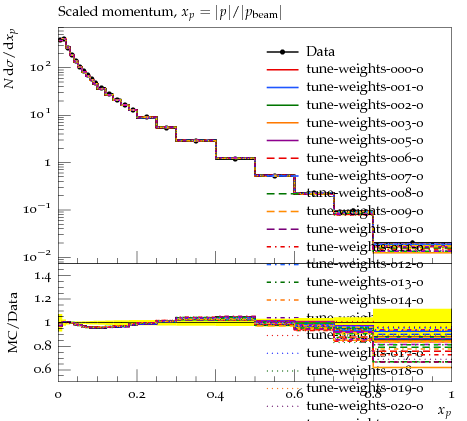 Scaled momentum, x_p = |p|/|p_beam|
N dσ/dx_p
10^2
10^1
1
10^−1
10^−2
Data
tune-weights-000-0
tune-weights-001-0
tune-weights-002-0
tune-weights-003-0
tune-weights-005-0
tune-weights-006-0
tune-weights-007-0
tune-weights-008-0
tune-weights-009-0
tune-weights-010-0
tune-weights-011-0
tune-weights-012-0
tune-weights-013-0
tune-weights-014-0
tune-weights-017-0
tune-weights-018-0
tune-weights-019-0
tune-weights-020-0
MC/Data
1.4
1.2
1
0.8
0.6
0 0.2 0.4 0.6 1
x_p